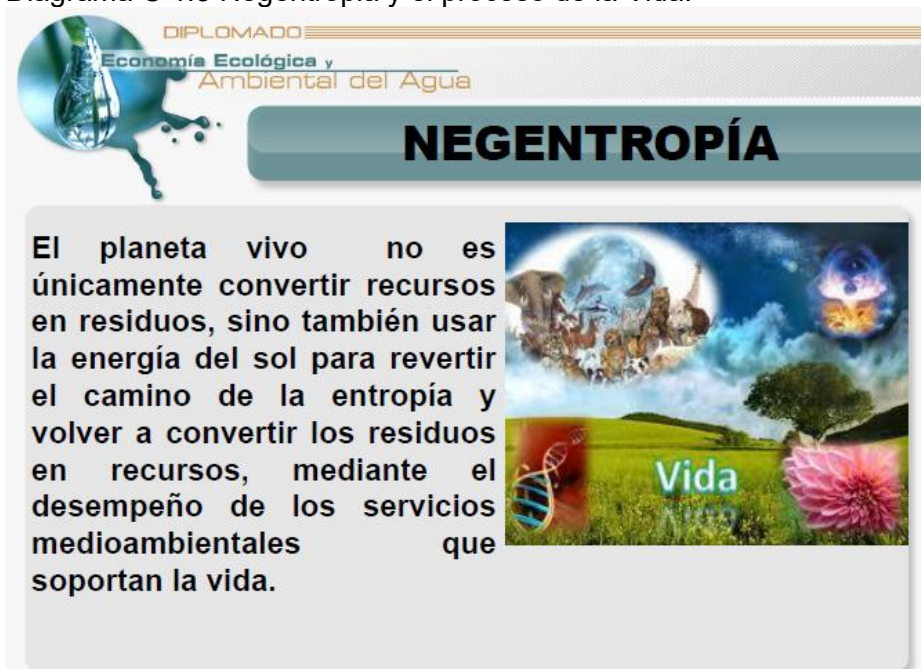 DIPLOMADO
Economía Ecológica y
Ambiental del Agua
NEGENTROPÍA
El planeta vivo no es
únicamente convertir recursos
en residuos, sino también usar
la energía del sol para revertir
el camino de la entropía y
volver a convertir los residuos
en recursos, mediante el
desempeño de los servicios
medioambientales que
soportan la vida.
Vida